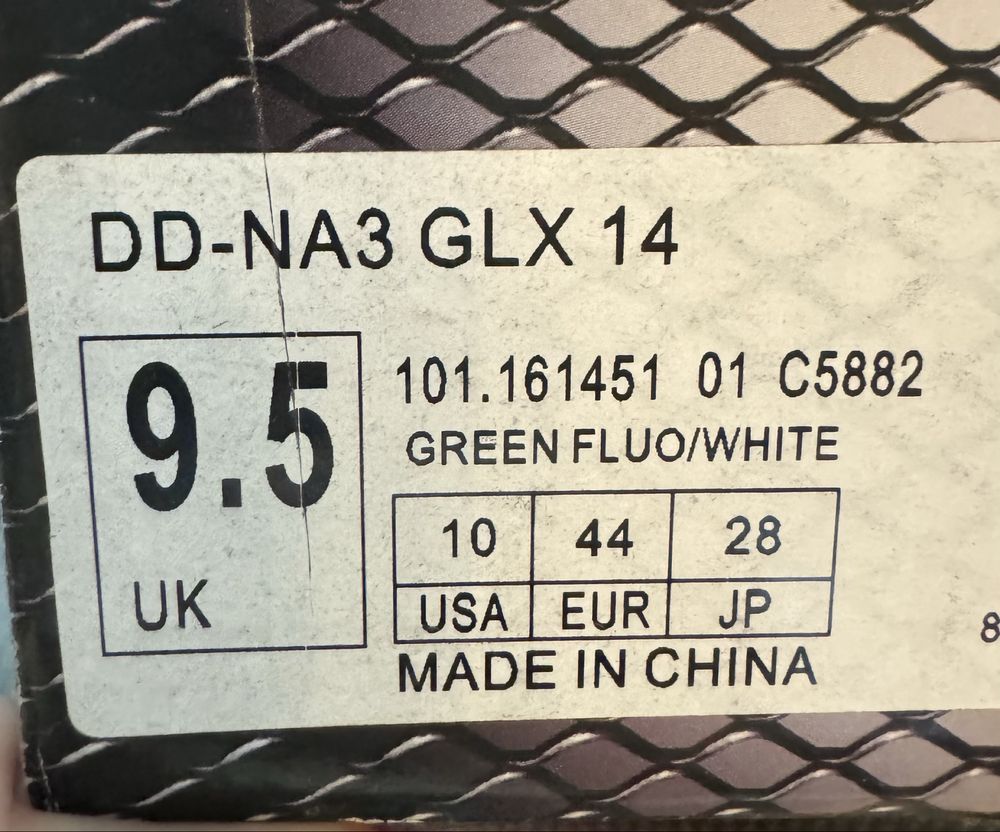 DD-NA3 GLX 14
9.5
UK
101.161451 01 C5882
GREEN FLUO/WHITE
10 44 28
USA EUR JP
MADE IN CHINA
8